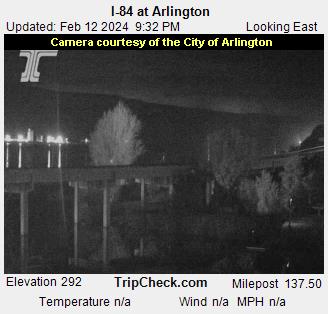 I-84 at Arlington
Updated: Feb 12 2024 9:32 PM Looking East
Camera courtesy of the City of Arlington
Elevation 292 TripCheck.com Milepost 137.50
Temperature n/a Wind n/a MPH n/a